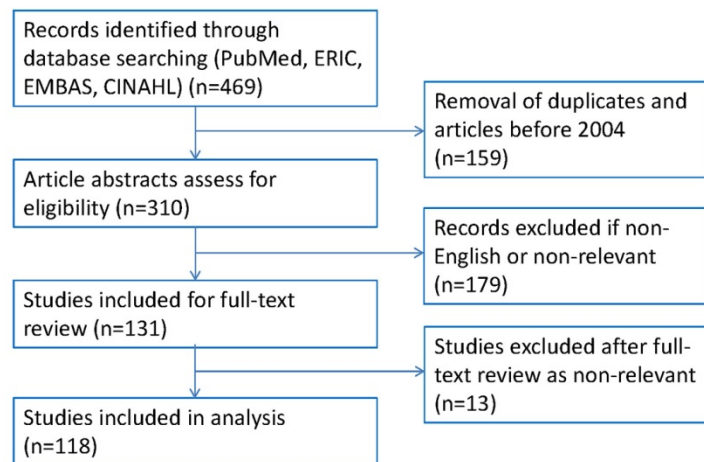 Records identified through
database searching (PubMed, ERIC,
EMBAS, CINAHL) (n=469)
Removal of duplicates and
articles before 2004
(n=159)
Article abstracts assess for
eligibility (n=310)
Records excluded if non-
English or non-relevant
(n=179)
Studies included for full-text
review (n=131)
Studies excluded after full-
text review as non-relevant
(n=13)
Studies included in analysis
(n=118)